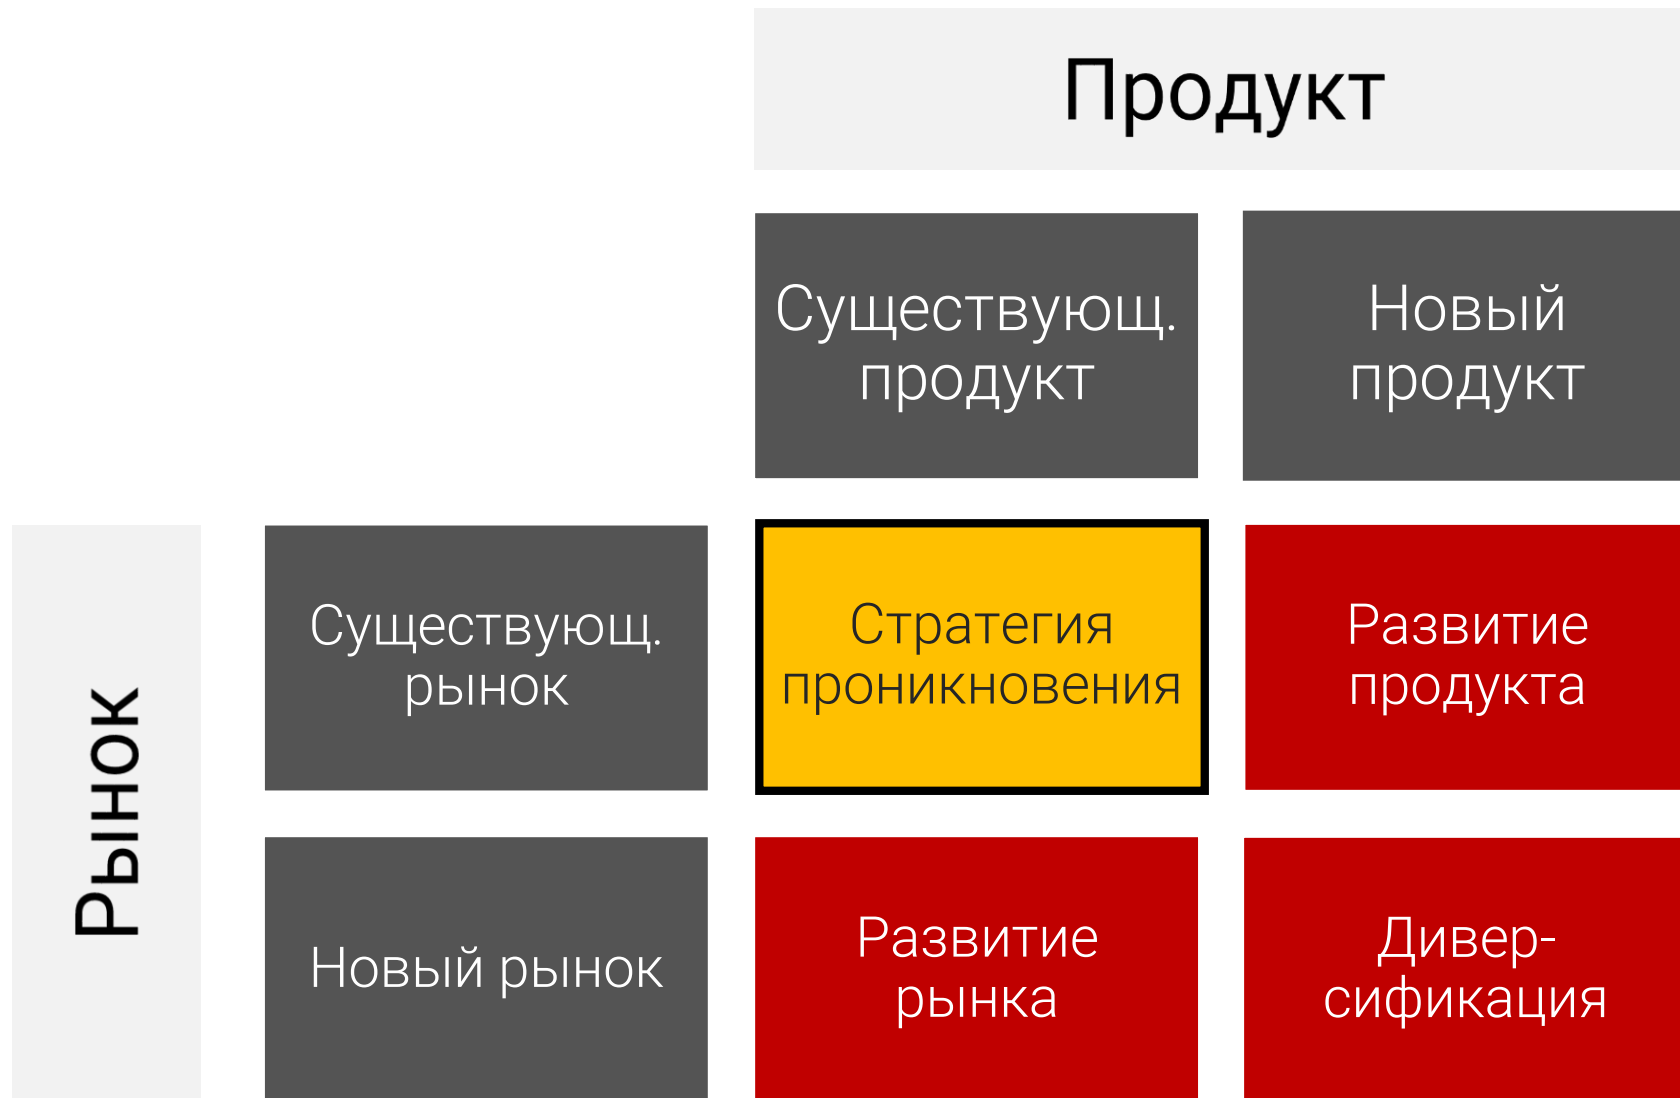 Продукт
Существующ.
продукт
Новый
продукт
Рынок
Существующ.
рынок
Стратегия
проникновения
Развитие
продукта
Новый рынок
Развитие
рынка
Дивер-
сификация